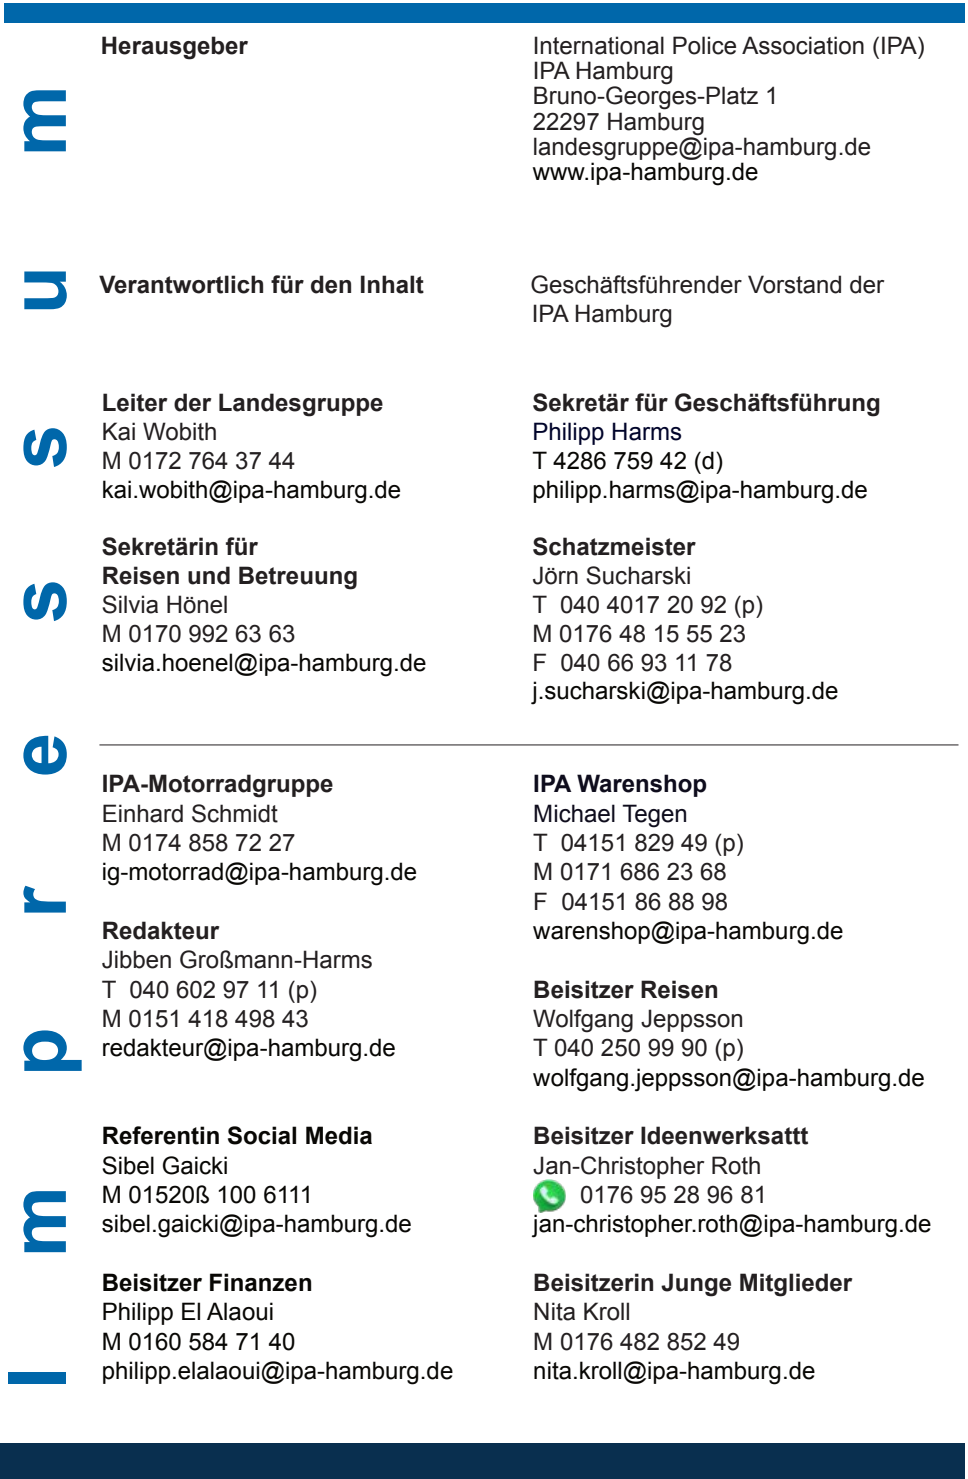 Impressum
Herausgeber
International Police Association (IPA)
IPA Hamburg
Bruno-Georges-Platz 1
22297 Hamburg
landesgruppe@ipa-hamburg.de
www.ipa-hamburg.de
Verantwortlich für den Inhalt
Geschäftsführender Vorstand der
IPA Hamburg
Leiter der Landesgruppe
Kai Wobith
M 0172 764 37 44
kai.wobith@ipa-hamburg.de
Sekretär für Geschäftsführung
Philipp Harms
T 4286 759 42 (d)
philipp.harms@ipa-hamburg.de
Sekretärin für
Reisen und Betreuung
Silvia Hönel
M 0170 992 63 63
silvia.hoenel@ipa-hamburg.de
Schatzmeister
Jörn Sucharski
T 040 4017 20 92 (p)
M 0176 48 15 55 23
F 040 66 93 11 78
j.sucharski@ipa-hamburg.de
IPA-Motorradgruppe
Einhard Schmidt
M 0174 858 72 27
ig-motorrad@ipa-hamburg.de
IPA Warenshop
Michael Tegen
T 04151 829 49 (p)
M 0171 686 23 68
F 04151 86 88 98
warenshop@ipa-hamburg.de
Redakteur
Jibben Großmann-Harms
T 040 602 97 11 (p)
M 0151 418 498 43
redakteur@ipa-hamburg.de
Beisitzer Reisen
Wolfgang Jeppsson
T 040 250 99 90 (p)
wolfgang.jeppsson@ipa-hamburg.de
Referentin Social Media
Sibel Gaicki
M 01520ß 100 6111
sibel.gaicki@ipa-hamburg.de
Beisitzer Ideenwerksattt
Jan-Christopher Roth
0176 95 28 96 81
jan-christopher.roth@ipa-hamburg.de
Beisitzer Finanzen
Philipp El Alaoui
M 0160 584 71 40
philipp.elalaoui@ipa-hamburg.de
Beisitzerin Junge Mitglieder
Nita Kroll
M 0176 482 852 49
nita.kroll@ipa-hamburg.de